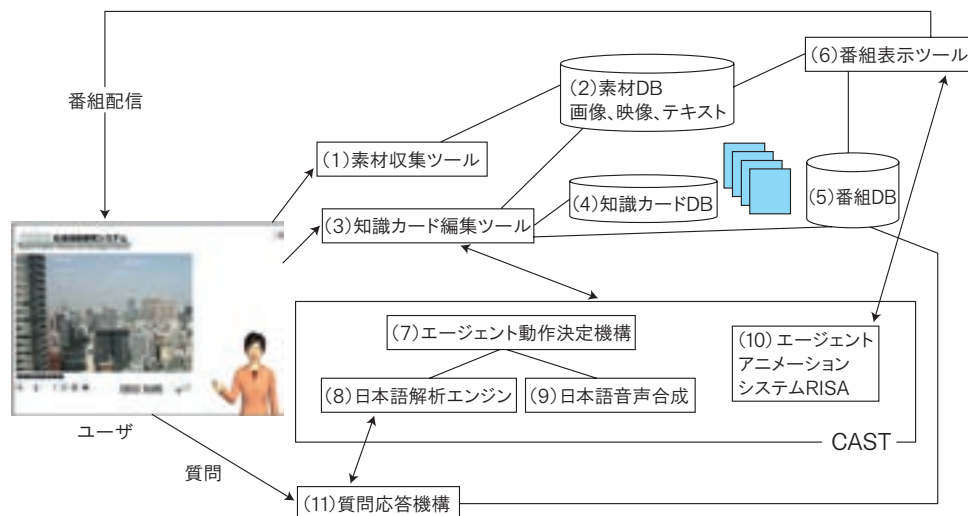 (6)番組表示ツール
(2)素材DB
画像、映像、テキスト
番組配信
(1)素材収集ツール
(4)知識カードDB
(5)番組DB
(3)知識カード編集ツール
(7)エージェント動作決定機構
(10)エージェント
アニメーション
システムRISA
(8)日本語解析エンジン
(9)日本語音声合成
CAST
ユーザ
質問
(11)質問応答機構